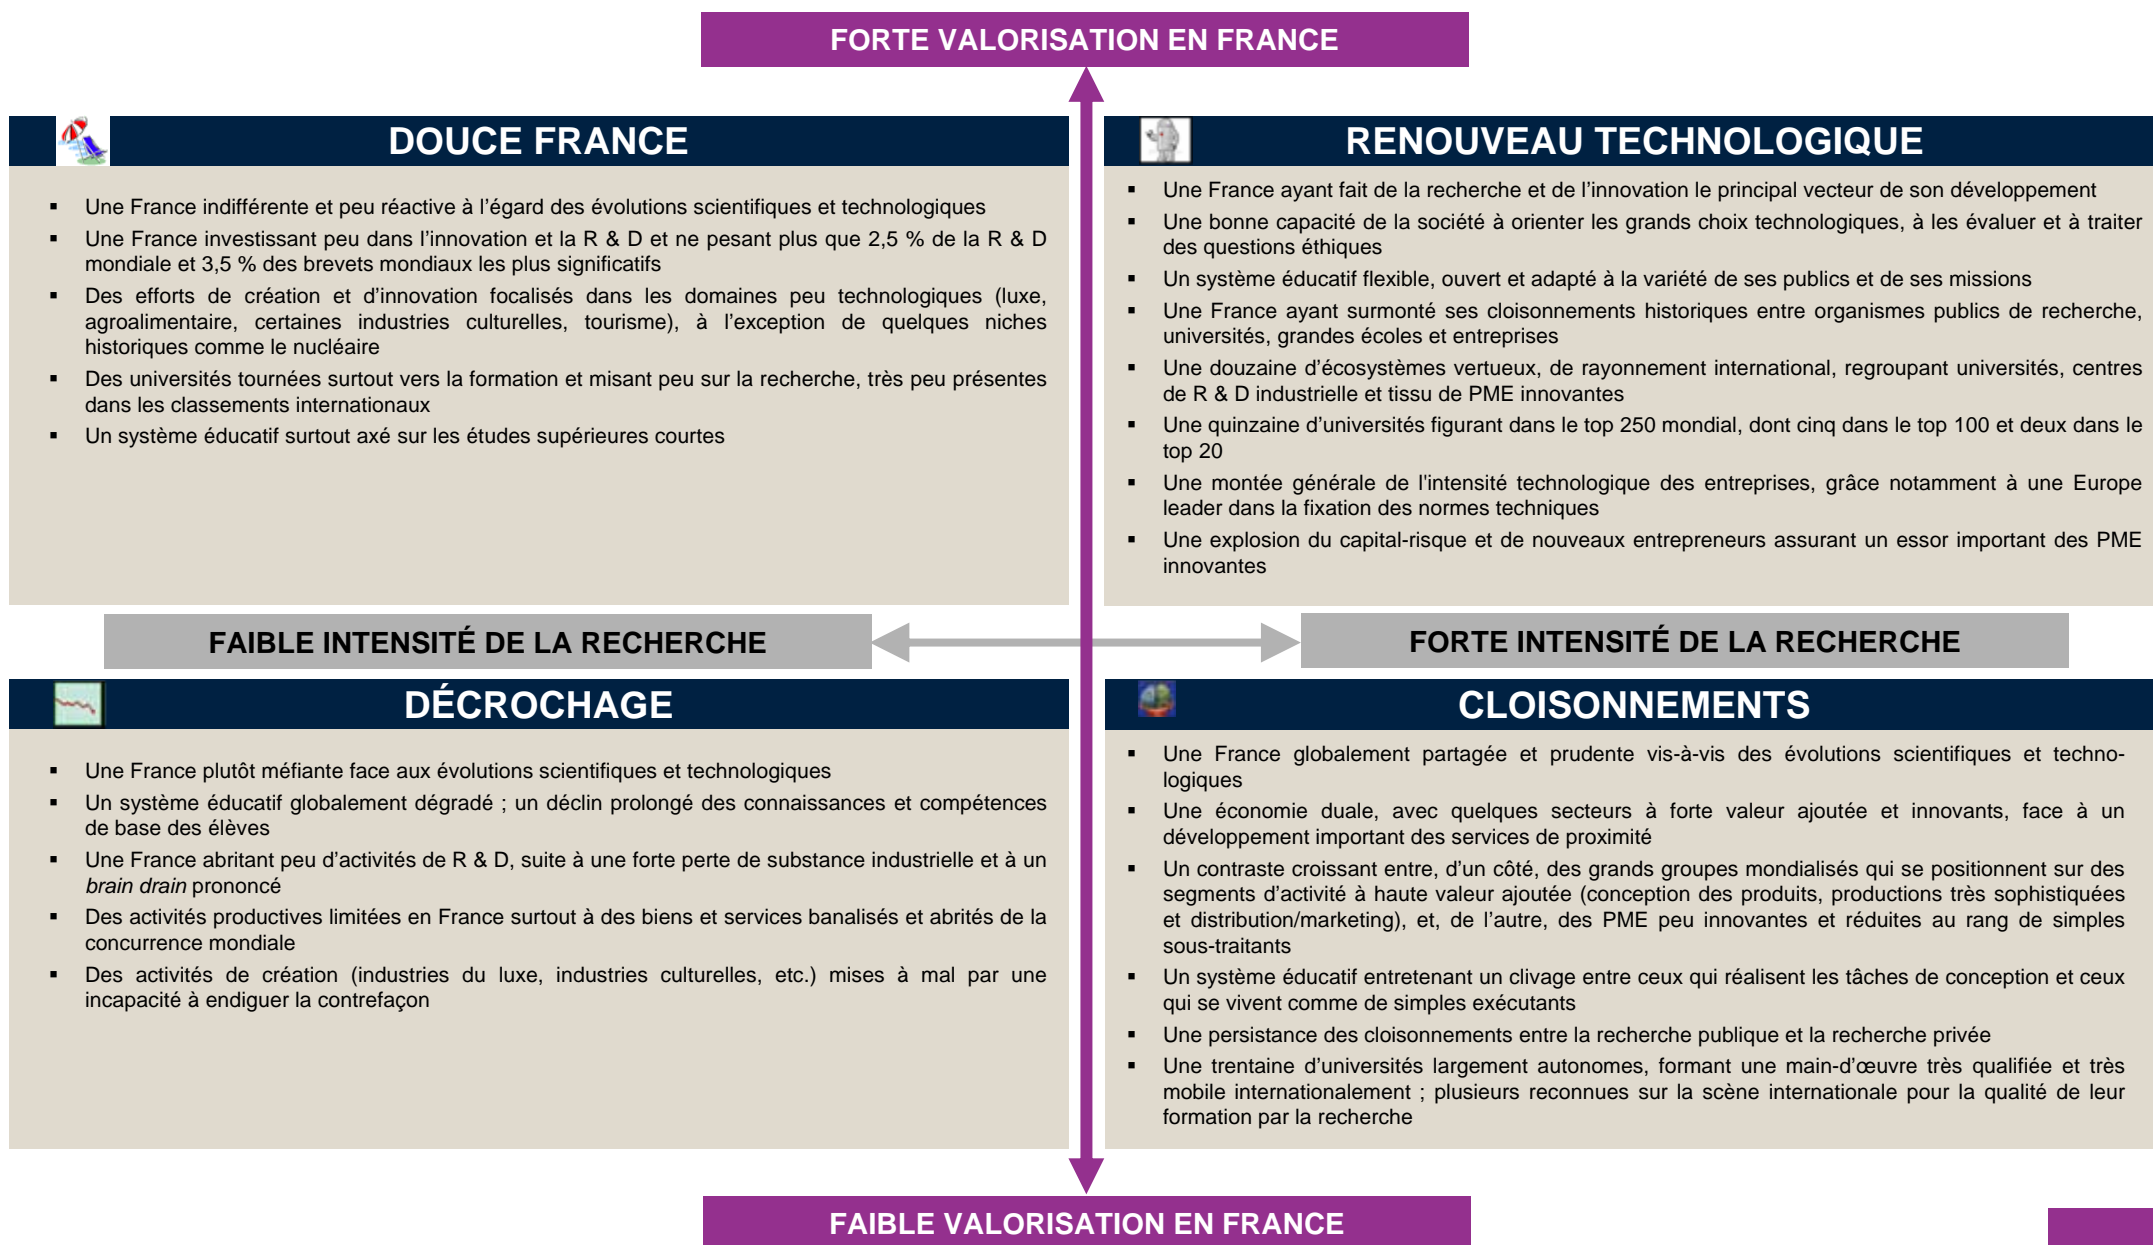 FORTE VALORISATION EN FRANCE
DOUCE FRANCE
▪ Une France indifférente et peu réactive à l’égard des évolutions scientifiques et technologiques
▪ Une France investissant peu dans l’innovation et la R & D et ne pesant plus que 2,5 % de la R & D
mondiale et 3,5 % des brevets mondiaux les plus significatifs
▪ Des efforts de création et d’innovation focalisés dans les domaines peu technologiques (luxe,
agroalimentaire, certaines industries culturelles, tourisme), à l’exception de quelques niches
historiques comme le nucléaire
▪ Des universités tournées surtout vers la formation et misant peu sur la recherche, très peu présentes
dans les classements internationaux
▪ Un système éducatif surtout axé sur les études supérieures courtes
RENOUVEAU TECHNOLOGIQUE
▪ Une France ayant fait de la recherche et de l’innovation le principal vecteur de son développement
▪ Une bonne capacité de la société à orienter les grands choix technologiques, à les évaluer et à traiter
des questions éthiques
▪ Un système éducatif flexible, ouvert et adapté à la variété de ses publics et de ses missions
▪ Une France ayant surmonté ses cloisonnements historiques entre organismes publics de recherche,
universités, grandes écoles et entreprises
▪ Une douzaine d’écosystèmes vertueux, de rayonnement international, regroupant universités, centres
de R & D industrielle et tissu de PME innovantes
▪ Une quinzaine d’universités figurant dans le top 250 mondial, dont cinq dans le top 100 et deux dans le
top 20
▪ Une montée générale de l'intensité technologique des entreprises, grâce notamment à une Europe
leader dans la fixation des normes techniques
▪ Une explosion du capital-risque et de nouveaux entrepreneurs assurant un essor important des PME
innovantes
FAIBLE INTENSITÉ DE LA RECHERCHE
FORTE INTENSITÉ DE LA RECHERCHE
DÉCROCHAGE
▪ Une France plutôt méfiante face aux évolutions scientifiques et technologiques
▪ Un système éducatif globalement dégradé ; un déclin prolongé des connaissances et compétences
de base des élèves
▪ Une France abritant peu d’activités de R & D, suite à une forte perte de substance industrielle et à un
brain drain prononcé
▪ Des activités productives limitées en France surtout à des biens et services banalisés et abrités de la
concurrence mondiale
▪ Des activités de création (industries du luxe, industries culturelles, etc.) mises à mal par une
incapacité à endiguer la contrefaçon
CLOISONNEMENTS
▪ Une France globalement partagée et prudente vis-à-vis des évolutions scientifiques et techno-
logiques
▪ Une économie duale, avec quelques secteurs à forte valeur ajoutée et innovants, face à un
développement important des services de proximité
▪ Un contraste croissant entre, d’un côté, des grands groupes mondialisés qui se positionnent sur des
segments d’activité à haute valeur ajoutée (conception des produits, productions très sophistiquées
et distribution/marketing), et, de l’autre, des PME peu innovantes et réduites au rang de simples
sous-traitants
▪ Un système éducatif entretenant un clivage entre ceux qui réalisent les tâches de conception et ceux
qui se vivent comme de simples exécutants
▪ Une persistance des cloisonnements entre la recherche publique et la recherche privée
▪ Une trentaine d’universités largement autonomes, formant une main-d’œuvre très qualifiée et très
mobile internationalement ; plusieurs reconnues sur la scène internationale pour la qualité de leur
formation par la recherche
FAIBLE VALORISATION EN FRANCE